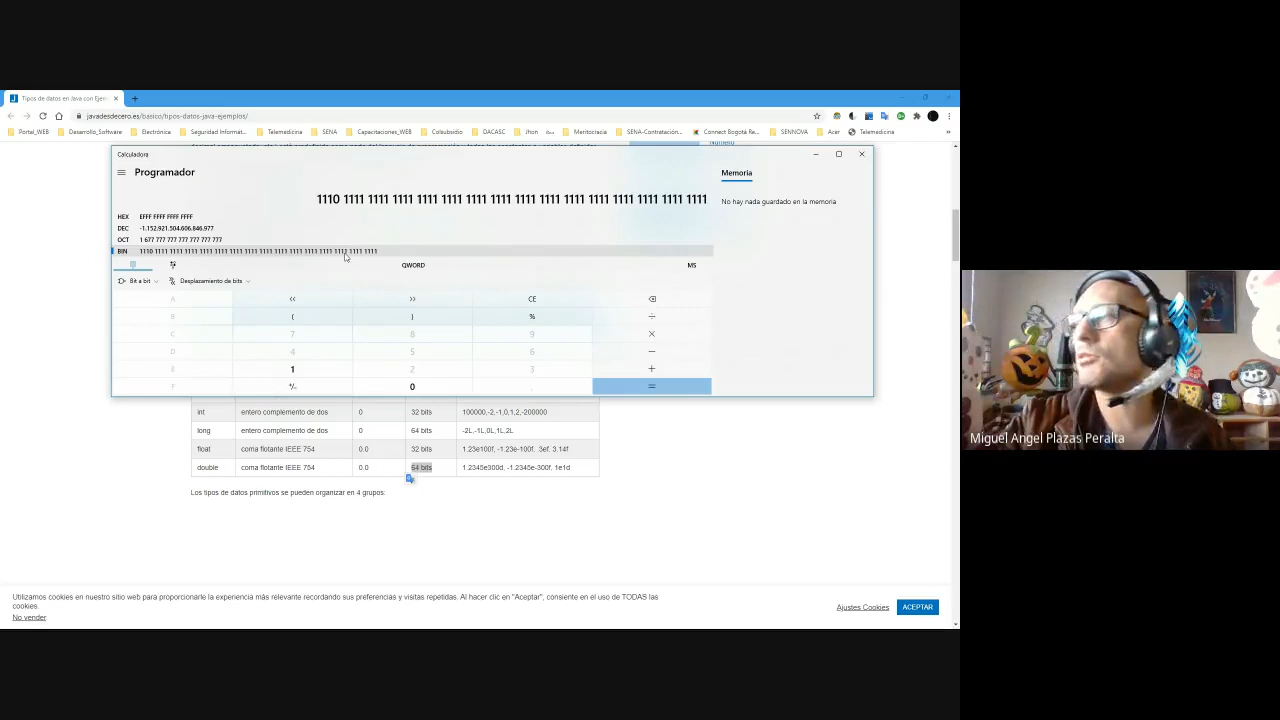 Tipos de datos en Java con Ejem
javadesdecero.es/basico/tipos-datos-java-ejemplos/
Portal_WEB
Desarrollo_Software
Electrónica
Seguridad Informát...
Telemedicina
SENA
Capacitaciones_WEB
Colsubsidio
DACASC
Jhon
Meritocracia
SENA-Contratación...
Connect Bogotá Re...
SENNOVA
Acer
Telemedicina
»
Número
Calculadora
Programador
1110 1111 1111 1111 1111 1111 1111 1111 1111 1111 1111 1111 1111 1111 1111 1111
HEX EFFF FFFF FFFF FFFF
DEC -1.152.921.504.606.846.977
OCT 1 677 777 777 777 777 777 777
BIN 1110 1111 1111 1111 1111 1111 1111 1111 1111 1111 1111 1111 1111 1111 1111 1111
QWORD MS
Bit a bit Desplazamiento de bits
A << >> CE
B ( ) % ÷
C 7 8 9 ×
D 4 5 6 −
E 1 2 3 +
F +/- 0 , =
Memoria
No hay nada guardado en la memoria
int entero complemento de dos 0 32 bits 100000,-2,-1,0,1,2,-200000
long entero complemento de dos 0 64 bits -2L,-1L,0L,1L,2L
float coma flotante IEEE 754 0.0 32 bits 1.23e100f, -1.23e-100f, .3ef, 3.14f
double coma flotante IEEE 754 0.0 64 bits 1.2345e300d, -1.2345e-300f, 1e1d
Los tipos de datos primitivos se pueden organizar en 4 grupos:
Utilizamos cookies en nuestro sitio web para proporcionarle la experiencia más relevante recordando sus preferencias y visitas repetidas. Al hacer clic en "Aceptar", consiente en el uso de TODAS las
cookies.
No vender
Ajustes Cookies
ACEPTAR
Miguel Angel Plazas Peralta